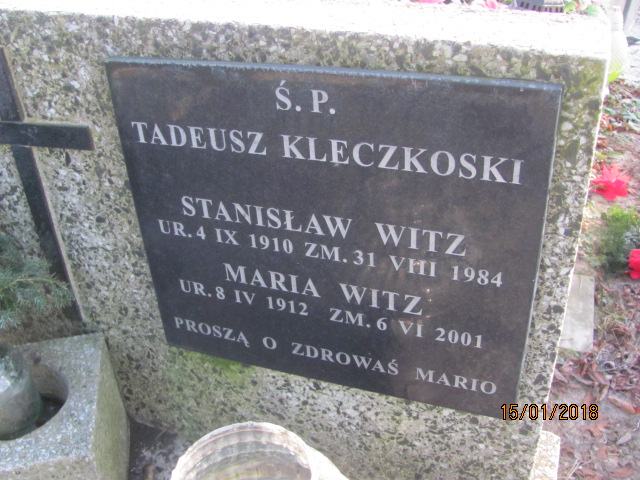 Ś. P.
TADEUSZ KLĘCZKOSKI
STANISŁAW WITZ
UR. 4 IX 1910 ZM. 31 VIII 1984
MARIA WITZ
UR. 8 IV 1912 ZM. 6 VI 2001
PROSZĄ O ZDROWAŚ MARIO
15/01/2018